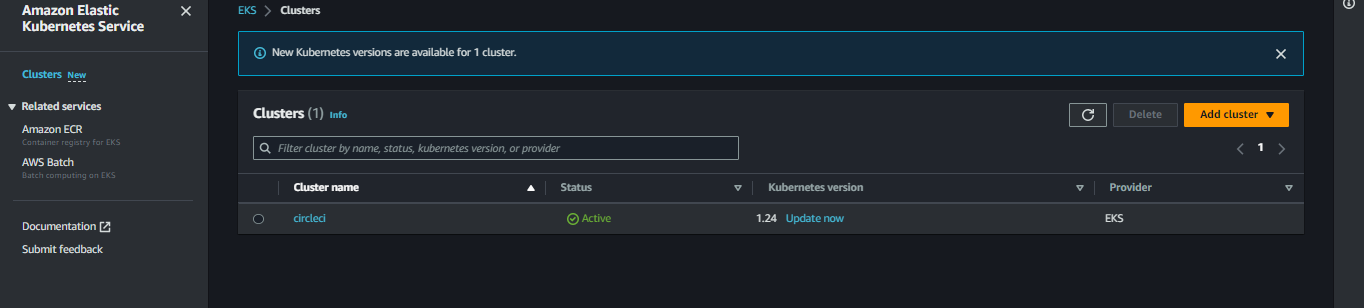 Amazon Elastic
Kubernetes Service
Clusters New
Related services
Amazon ECR
Container registry for EKS
AWS Batch
Batch computing on EKS
Documentation
Submit feedback
EKS > Clusters
New Kubernetes versions are available for 1 cluster.
Clusters (1) Info
Delete
Add cluster
Filter cluster by name, status, kubernetes version, or provider
1
Cluster name Status Kubernetes version Provider
circleci Active 1.24 Update now EKS